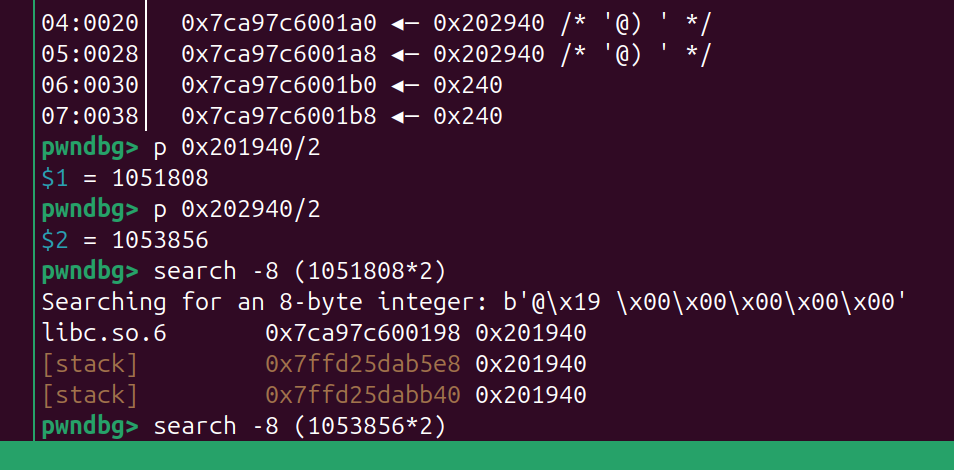 04:0020│ 0x7ca97c6001a0 ◂— 0x202940 /* '@) ' */
05:0028│ 0x7ca97c6001a8 ◂— 0x202940 /* '@) ' */
06:0030│ 0x7ca97c6001b0 ◂— 0x240
07:0038│ 0x7ca97c6001b8 ◂— 0x240
pwndbg> p 0x201940/2
$1 = 1051808
pwndbg> p 0x202940/2
$2 = 1053856
pwndbg> search -8 (1051808*2)
Searching for an 8-byte integer: b'@\x19 \x00\x00\x00\x00\x00'
libc.so.6 0x7ca97c600198 0x201940
[stack] 0x7ffd25dab5e8 0x201940
[stack] 0x7ffd25dabb40 0x201940
pwndbg> search -8 (1053856*2)